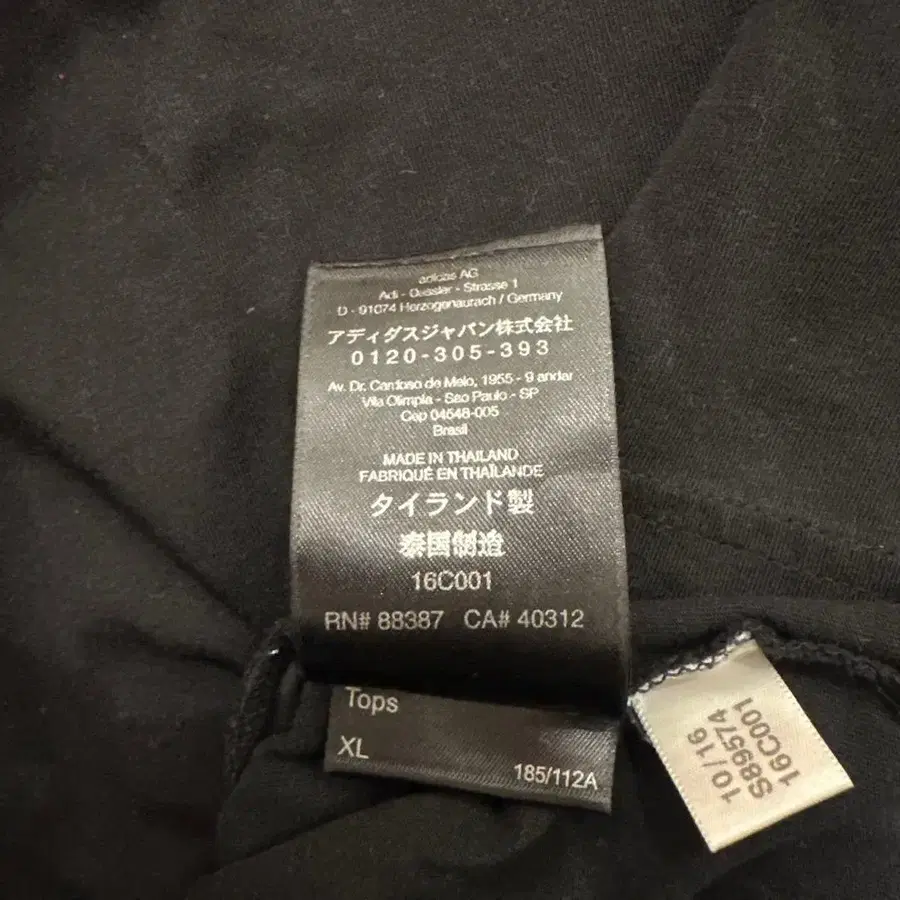 adidas AG
Adi - Dassler - Strasse 1
D - 91074 Herzogenaurach / Germany
アディダスジャパン株式会社
0120-305-393
Av. Dr. Cardoso de Melo, 1955 - 9 andar
Vila Olimpia - Sao Paulo - SP
Cep 04548-005
Brasil
MADE IN THAILAND
FABRIQUÉ EN THAÏLANDE
タイランド製
泰国制造
16C001
RN# 88387 CA# 40312
Tops
XL
185/112A
10/16
S89574
16C001